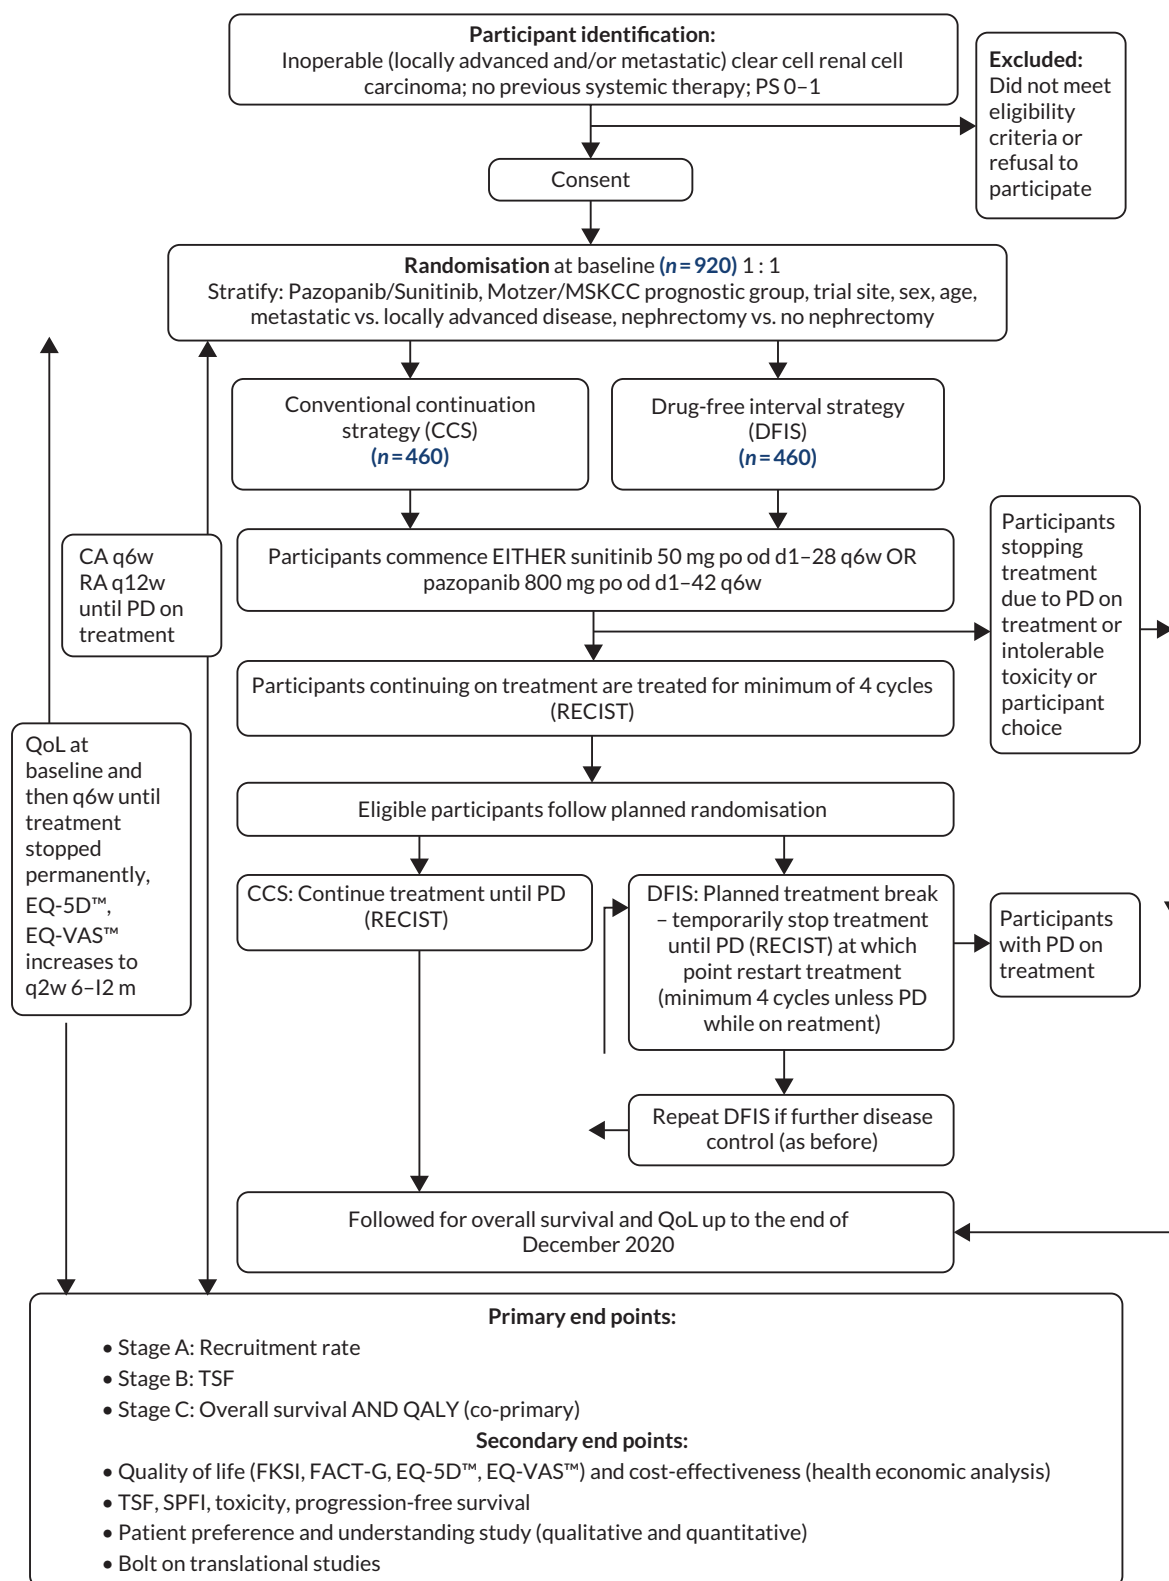 Participant identification:
Inoperable (locally advanced and/or metastatic) clear cell renal cell
carcinoma; no previous systemic therapy; PS 0–1
Excluded:
Did not meet
eligibility
criteria or
refusal to
participate
Consent
Randomisation at baseline (n = 920) 1 : 1
Stratify: Pazopanib/Sunitinib, Motzer/MSKCC prognostic group, trial site, sex, age,
metastatic vs. locally advanced disease, nephrectomy vs. no nephrectomy
Conventional continuation
strategy (CCS)
(n = 460)
Drug-free interval strategy
(DFIS)
(n = 460)
CA q6w
RA q12w
until PD on
treatment
Participants commence EITHER sunitinib 50 mg po od d1–28 q6w OR
pazopanib 800 mg po od d1–42 q6w
Participants
stopping
treatment
due to PD on
treatment or
intolerable
toxicity or
participant
choice
Participants continuing on treatment are treated for minimum of 4 cycles
(RECIST)
QoL at
baseline and
then q6w until
treatment
stopped
permanently,
EQ-5D™,
EQ-VAS™
increases to
q2w 6–I2 m
Eligible participants follow planned randomisation
CCS: Continue treatment until PD
(RECIST)
DFIS: Planned treatment break
– temporarily stop treatment
until PD (RECIST) at which
point restart treatment
(minimum 4 cycles unless PD
while on reatment)
Participants
with PD on
treatment
Repeat DFIS if further disease
control (as before)
Followed for overall survival and QoL up to the end of
December 2020
Primary end points:
• Stage A: Recruitment rate
• Stage B: TSF
• Stage C: Overall survival AND QALY (co-primary)
Secondary end points:
• Quality of life (FKSI, FACT-G, EQ-5D™, EQ-VAS™) and cost-effectiveness (health economic analysis)
• TSF, SPFI, toxicity, progression-free survival
• Patient preference and understanding study (qualitative and quantitative)
• Bolt on translational studies